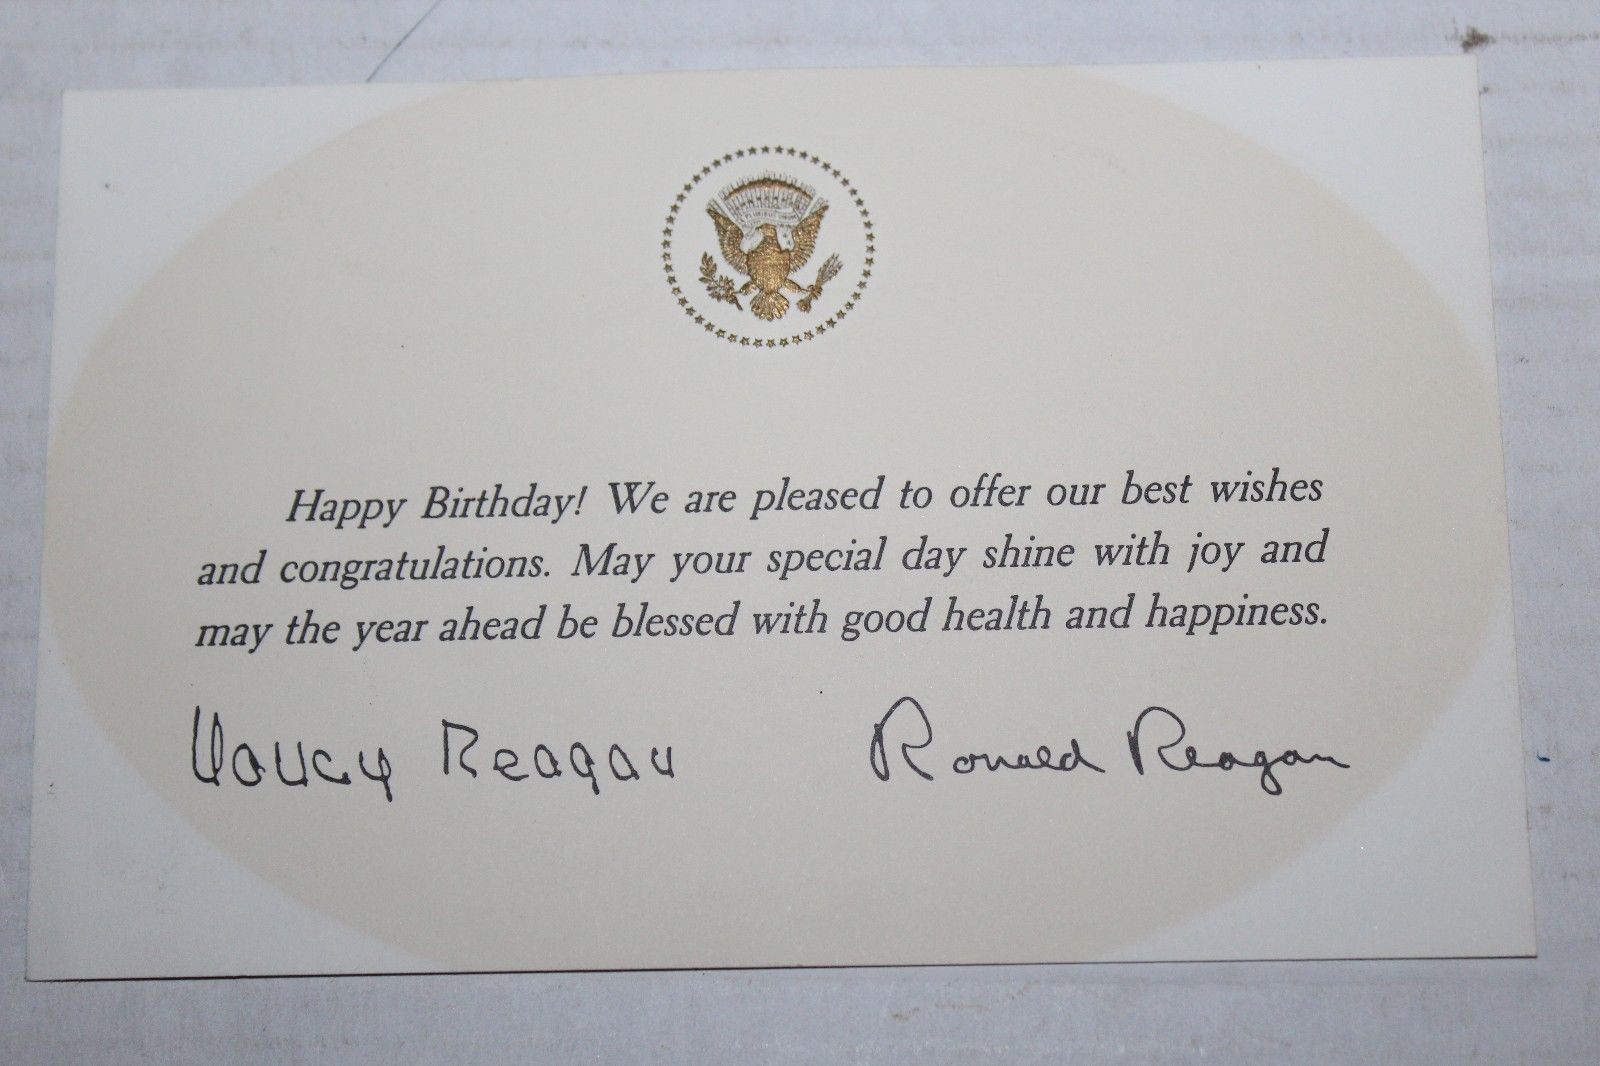 Happy Birthday! We are pleased to offer our best wishes
and congratulations. May your special day shine with joy and
may the year ahead be blessed with good health and happiness.
Nancy Reagan Ronald Reagan